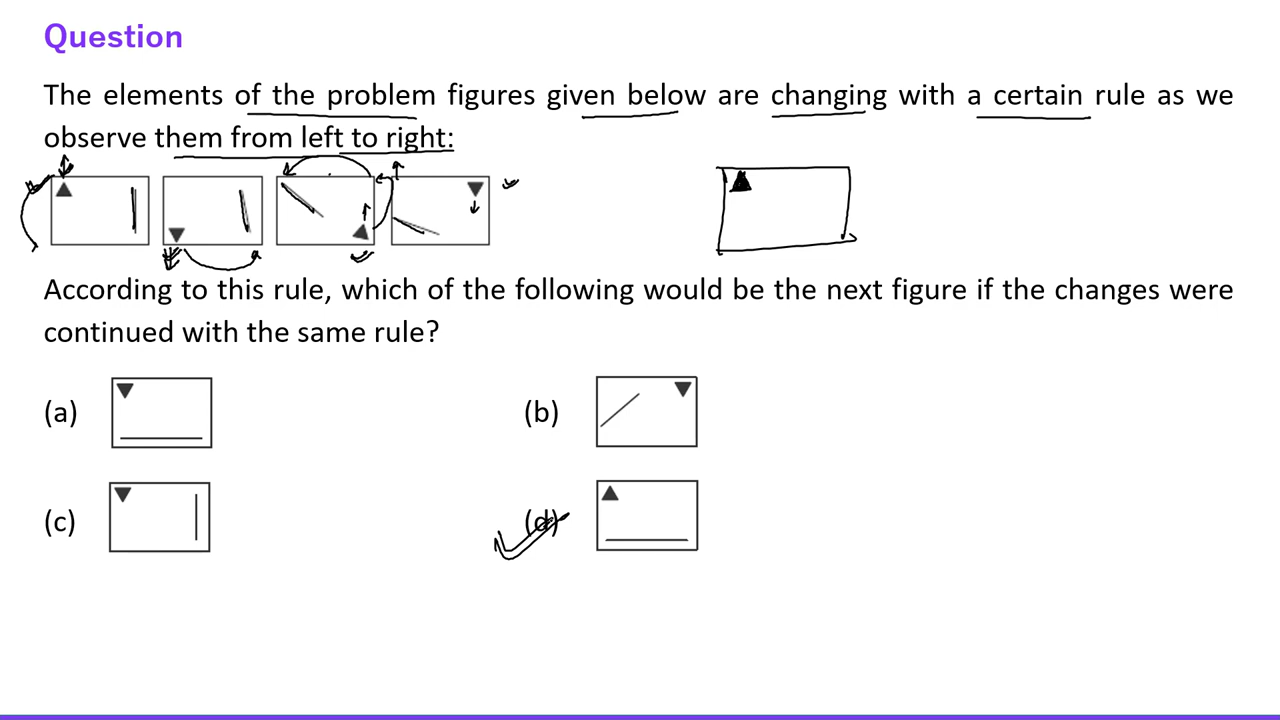 Question
The elements of the problem figures given below are changing with a certain rule as we
observe them from left to right:
According to this rule, which of the following would be the next figure if the changes were
continued with the same rule?
(a)
(b)
(c)
(d)